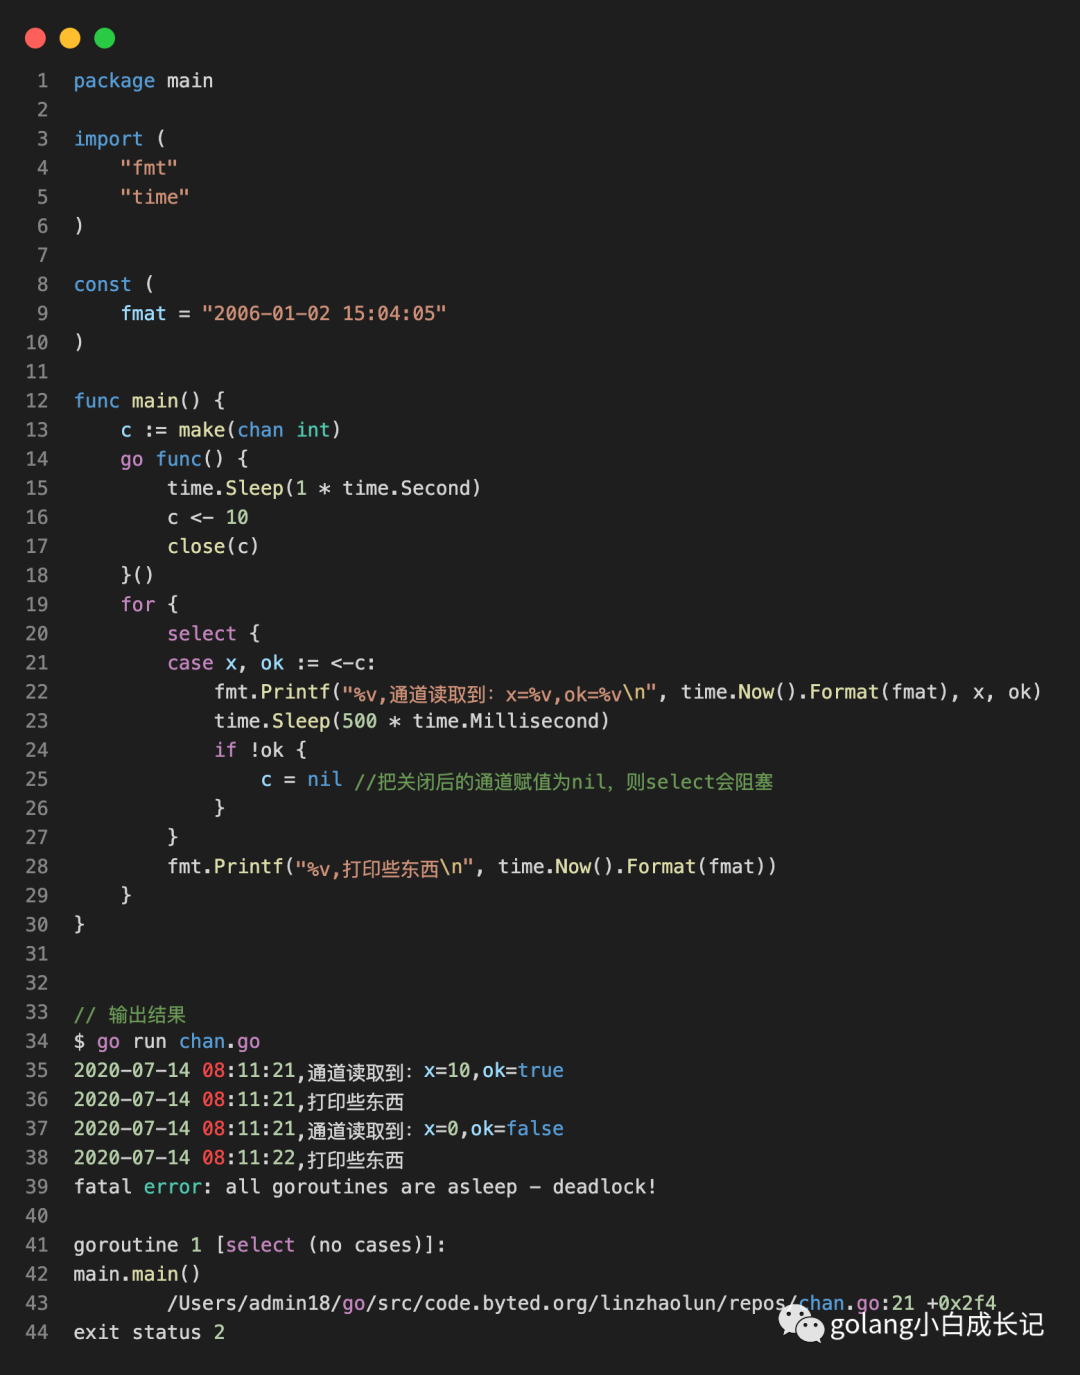 1 package main
2
3 import (
4     "fmt"
5     "time"
6 )
7
8 const (
9     fmat = "2006-01-02 15:04:05"
10 )
11
12 func main() {
13     c := make(chan int)
14     go func() {
15         time.Sleep(1 * time.Second)
16         c <- 10
17         close(c)
18     }()
19     for {
20         select {
21         case x, ok := <-c:
22             fmt.Printf("%v,通道读取到：x=%v,ok=%v\n", time.Now().Format(fmat), x, ok)
23             time.Sleep(500 * time.Millisecond)
24             if !ok {
25                 c = nil //把关闭后的通道赋值为nil，则select会阻塞
26             }
27         }
28         fmt.Printf("%v,打印些东西\n", time.Now().Format(fmat))
29     }
30 }
31
32
33 // 输出结果
34 $ go run chan.go
35 2020-07-14 08:11:21,通道读取到：x=10,ok=true
36 2020-07-14 08:11:21,打印些东西
37 2020-07-14 08:11:21,通道读取到：x=0,ok=false
38 2020-07-14 08:11:22,打印些东西
39 fatal error: all goroutines are asleep - deadlock!
40
41 goroutine 1 [select (no cases)]:
42 main.main()
43         /Users/admin18/go/src/code.byted.org/linzhaolun/repos/chan.go:21 +0x2f4
44 exit status 2
golang小白成长记